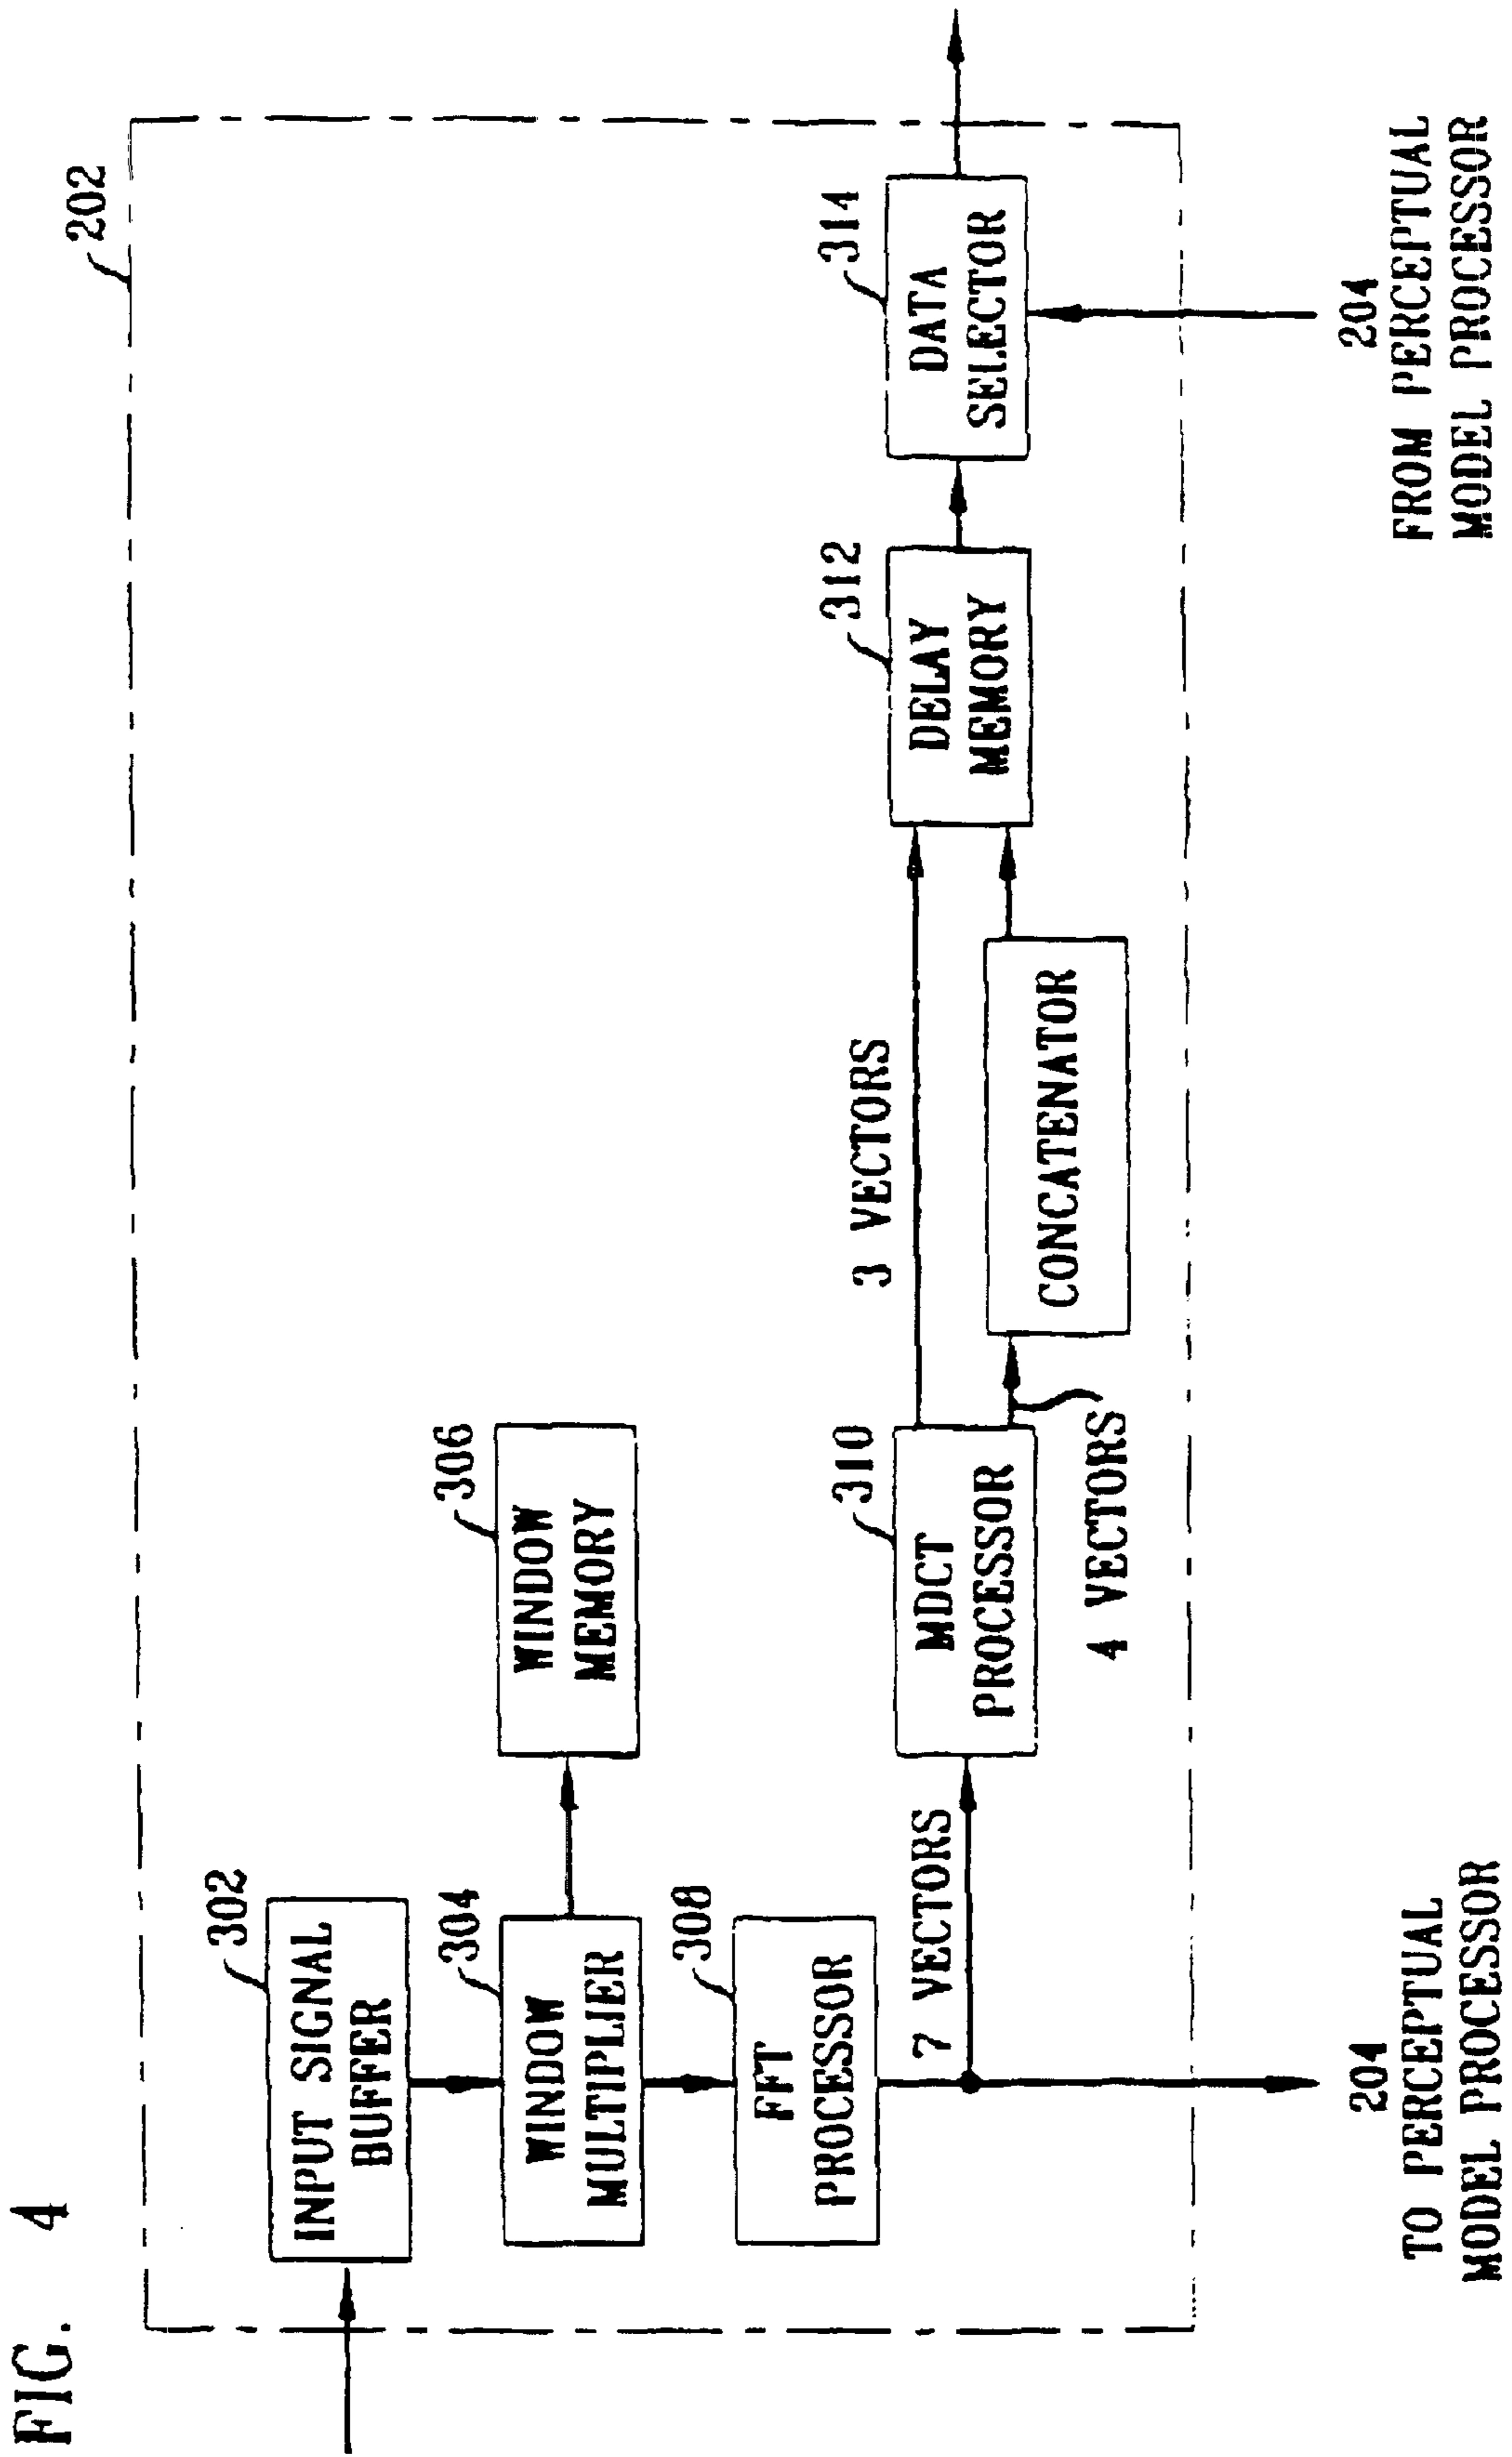 FIG. 4
202
302
INPUT SIGNAL
BUFFER
304
WINDOW
MULTIPLIER
306
WINDOW
MEMORY
308
FFT
PROCESSOR
7 VECTORS
310
MDCT
PROCESSOR
3 VECTORS
4 VECTORS
CONCATENATOR
312
DELAY
MEMORY
314
DATA
SELECTOR
204
TO PERCEPTUAL
MODEL PROCESSOR
204
FROM PERCEPTUAL
MODEL PROCESSOR